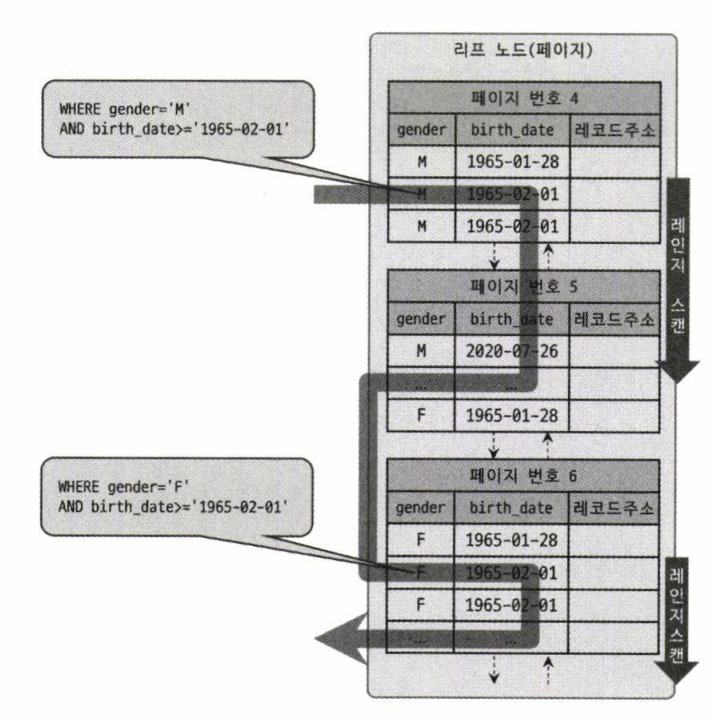 리프 노드(페이지)
WHERE gender='M'
AND birth_date>='1965-02-01'
페이지 번호 4
gender birth_date 레코드주소
M 1965-01-28
M 1965-02-01
M 1965-02-01
레인지 스캔
페이지 번호 5
gender birth_date 레코드주소
M 2020-07-26
... ...
F 1965-01-28
WHERE gender='F'
AND birth_date>='1965-02-01'
페이지 번호 6
gender birth_date 레코드주소
F 1965-01-28
F 1965-02-01
F 1965-02-01
... ...
레인지스캔